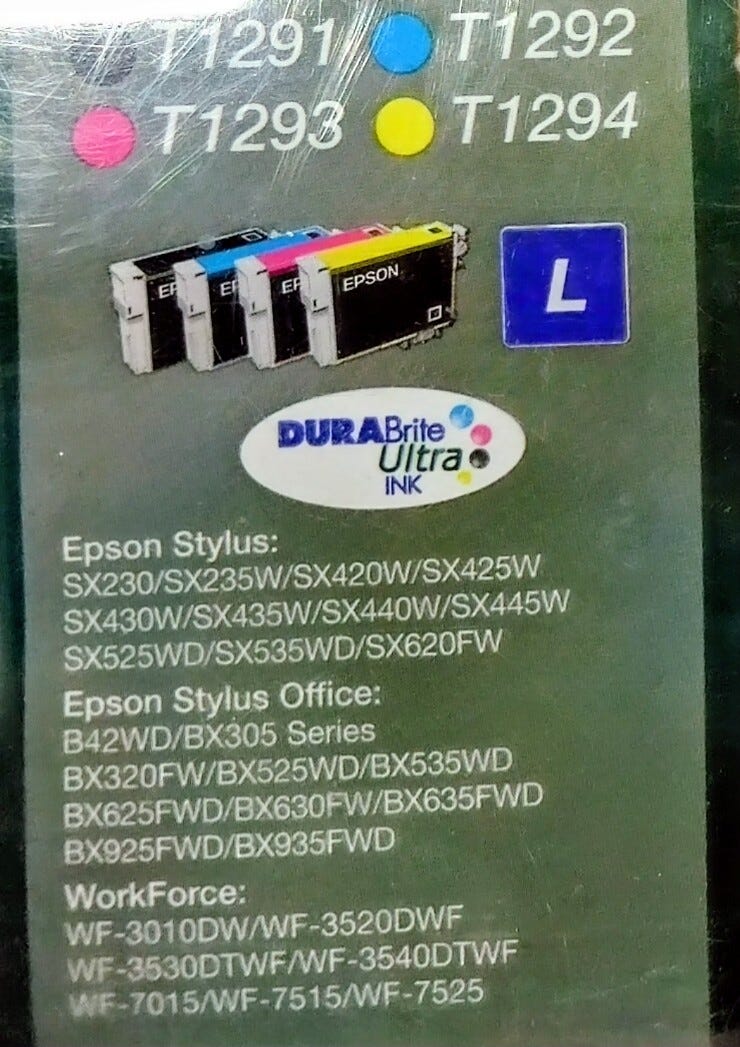 T1291 T1292
T1293 T1294
EPSON
L
DURABrite
Ultra
INK
Epson Stylus:
SX230/SX235W/SX420W/SX425W
SX430W/SX435W/SX440W/SX445W
SX525WD/SX535WD/SX620FW
Epson Stylus Office:
B42WD/BX305 Series
BX320FW/BX525WD/BX535WD
BX625FWD/BX630FW/BX635FWD
BX925FWD/BX935FWD
WorkForce:
WF-3010DW/WF-3520DWF
WF-3530DTWF/WF-3540DTWF
WF-7015/WF-7515/WF-7525